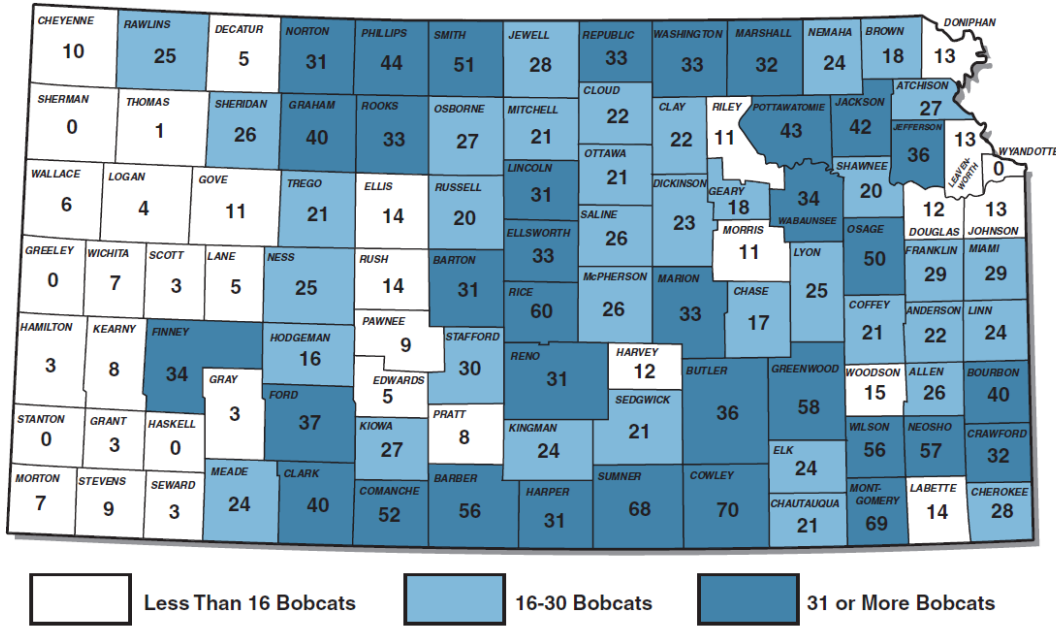 CHEYENNE
10
RAWLINS
25
DECATUR
5
NORTON
31
PHILLIPS
44
SMITH
51
JEWELL
28
REPUBLIC
33
WASHINGTON
33
MARSHALL
32
NEMAHA
24
BROWN
18
DONIPHAN
13
SHERMAN
0
THOMAS
1
SHERIDAN
26
GRAHAM
40
ROOKS
33
OSBORNE
27
MITCHELL
21
CLOUD
22
CLAY
22
RILEY
11
POTTAWATOMIE
43
JACKSON
42
ATCHISON
27
JEFFERSON
36
13
LEAVEN-
WORTH
WYANDOTTE
0
WALLACE
6
LOGAN
4
GOVE
11
TREGO
21
ELLIS
14
RUSSELL
20
LINCOLN
31
OTTAWA
21
DICKINSON
23
GEARY
18
34
WABAUNSEE
SHAWNEE
20
12
DOUGLAS
13
JOHNSON
GREELEY
0
WICHITA
7
SCOTT
3
LANE
5
NESS
25
RUSH
14
BARTON
31
ELLSWORTH
33
SALINE
26
MORRIS
11
LYON
25
OSAGE
50
FRANKLIN
29
MIAMI
29
HAMILTON
3
KEARNY
8
FINNEY
34
HODGEMAN
16
PAWNEE
9
STAFFORD
30
RICE
60
McPHERSON
26
MARION
33
CHASE
17
COFFEY
21
ANDERSON
22
LINN
24
GRAY
3
FORD
37
EDWARDS
5
RENO
31
HARVEY
12
BUTLER
36
GREENWOOD
58
WOODSON
15
ALLEN
26
BOURBON
40
STANTON
0
GRANT
3
HASKELL
0
KIOWA
27
PRATT
8
KINGMAN
24
SEDGWICK
21
ELK
24
WILSON
56
NEOSHO
57
CRAWFORD
32
MORTON
7
STEVENS
9
SEWARD
3
MEADE
24
CLARK
40
COMANCHE
52
BARBER
56
HARPER
31
SUMNER
68
COWLEY
70
CHAUTAUQUA
21
MONT-
GOMERY
69
LABETTE
14
CHEROKEE
28
Less Than 16 Bobcats
16-30 Bobcats
31 or More Bobcats